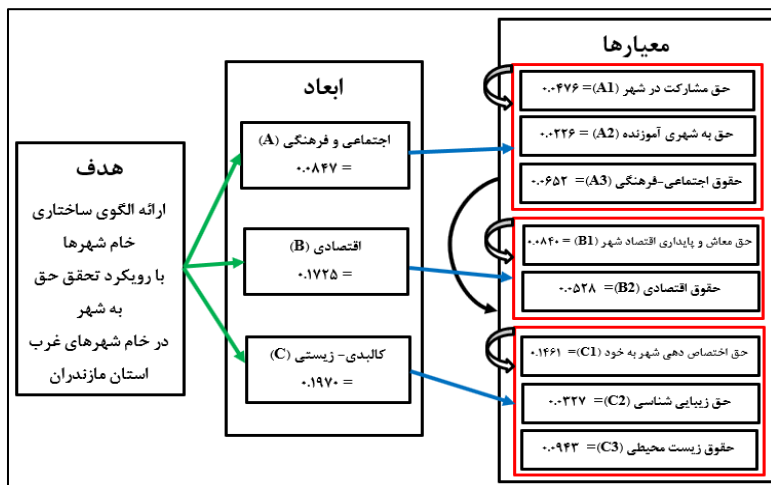 هدف
ارائه الگوی ساختاری
خام شهرها
با رویکرد تحقق حق
به شهر
در خام شهرهای غرب
استان مازندران
ابعاد
اجتماعی و فرهنگی (A)
= ۰.۰۸۴۷
اقتصادی (B)
= ۰.۱۷۲۵
کالبدی- زیستی (C)
= ۰.۱۹۷۰
معیارها
حق مشارکت در شهر (A1)= ۰.۰۴۷۶
حق به شهری آموزنده (A2)= ۰.۰۲۲۶
حقوق اجتماعی-فرهنگی (A3)= ۰.۰۶۵۲
حق معاش و پایداری اقتصاد شهر (B1) = ۰.۰۸۴۰
حقوق اقتصادی (B2)= ۰.۰۵۲۸
حق اختصاص دهی شهر به خود (C1)= ۰.۱۴۶۱
حق زیبایی شناسی (C2)= ۰.۰۳۲۷
حقوق زیست محیطی (C3)= ۰.۰۹۴۳